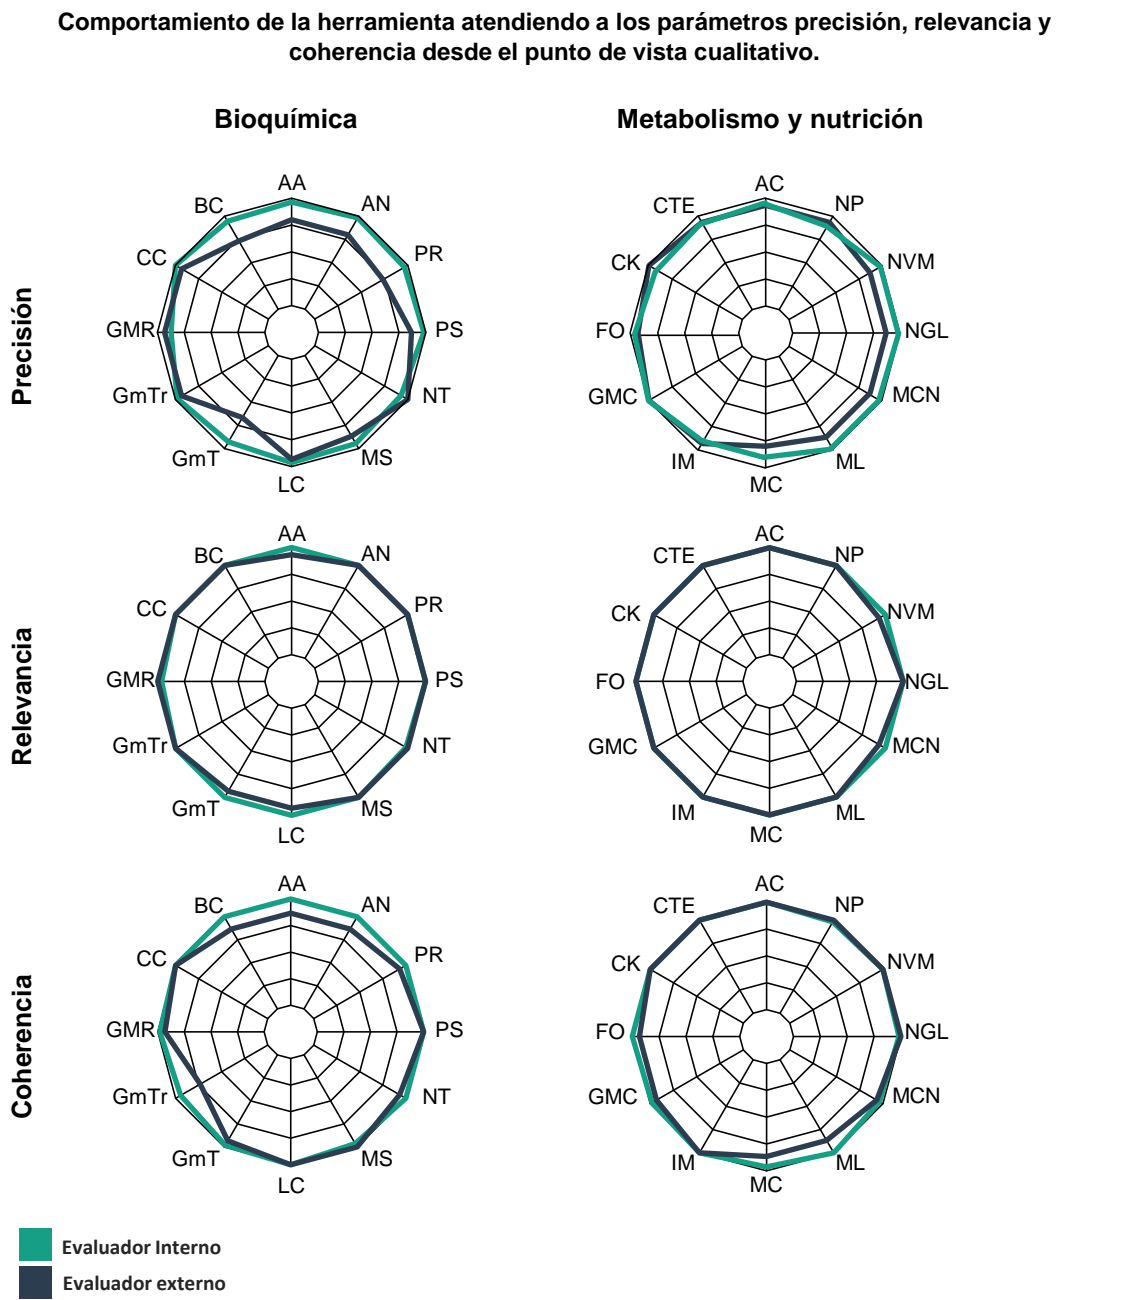 Comportamiento de la herramienta atendiendo a los parámetros precisión, relevancia y
coherencia desde el punto de vista cualitativo.
Bioquímica
Metabolismo y nutrición
Precisión
AA
AN
PR
PS
NT
MS
LC
GmT
GmTr
GMR
CC
BC
AC
NP
NVM
NGL
MCN
ML
MC
IM
GMC
FO
CK
CTE
Relevancia
AA
AN
PR
PS
NT
MS
LC
GmT
GmTr
GMR
CC
BC
AC
NP
NVM
NGL
MCN
ML
MC
IM
GMC
FO
CK
CTE
Coherencia
AA
AN
PR
PS
NT
MS
LC
GmT
GmTr
GMR
CC
BC
AC
NP
NVM
NGL
MCN
ML
MC
IM
GMC
FO
CK
CTE
Evaluador Interno
Evaluador externo